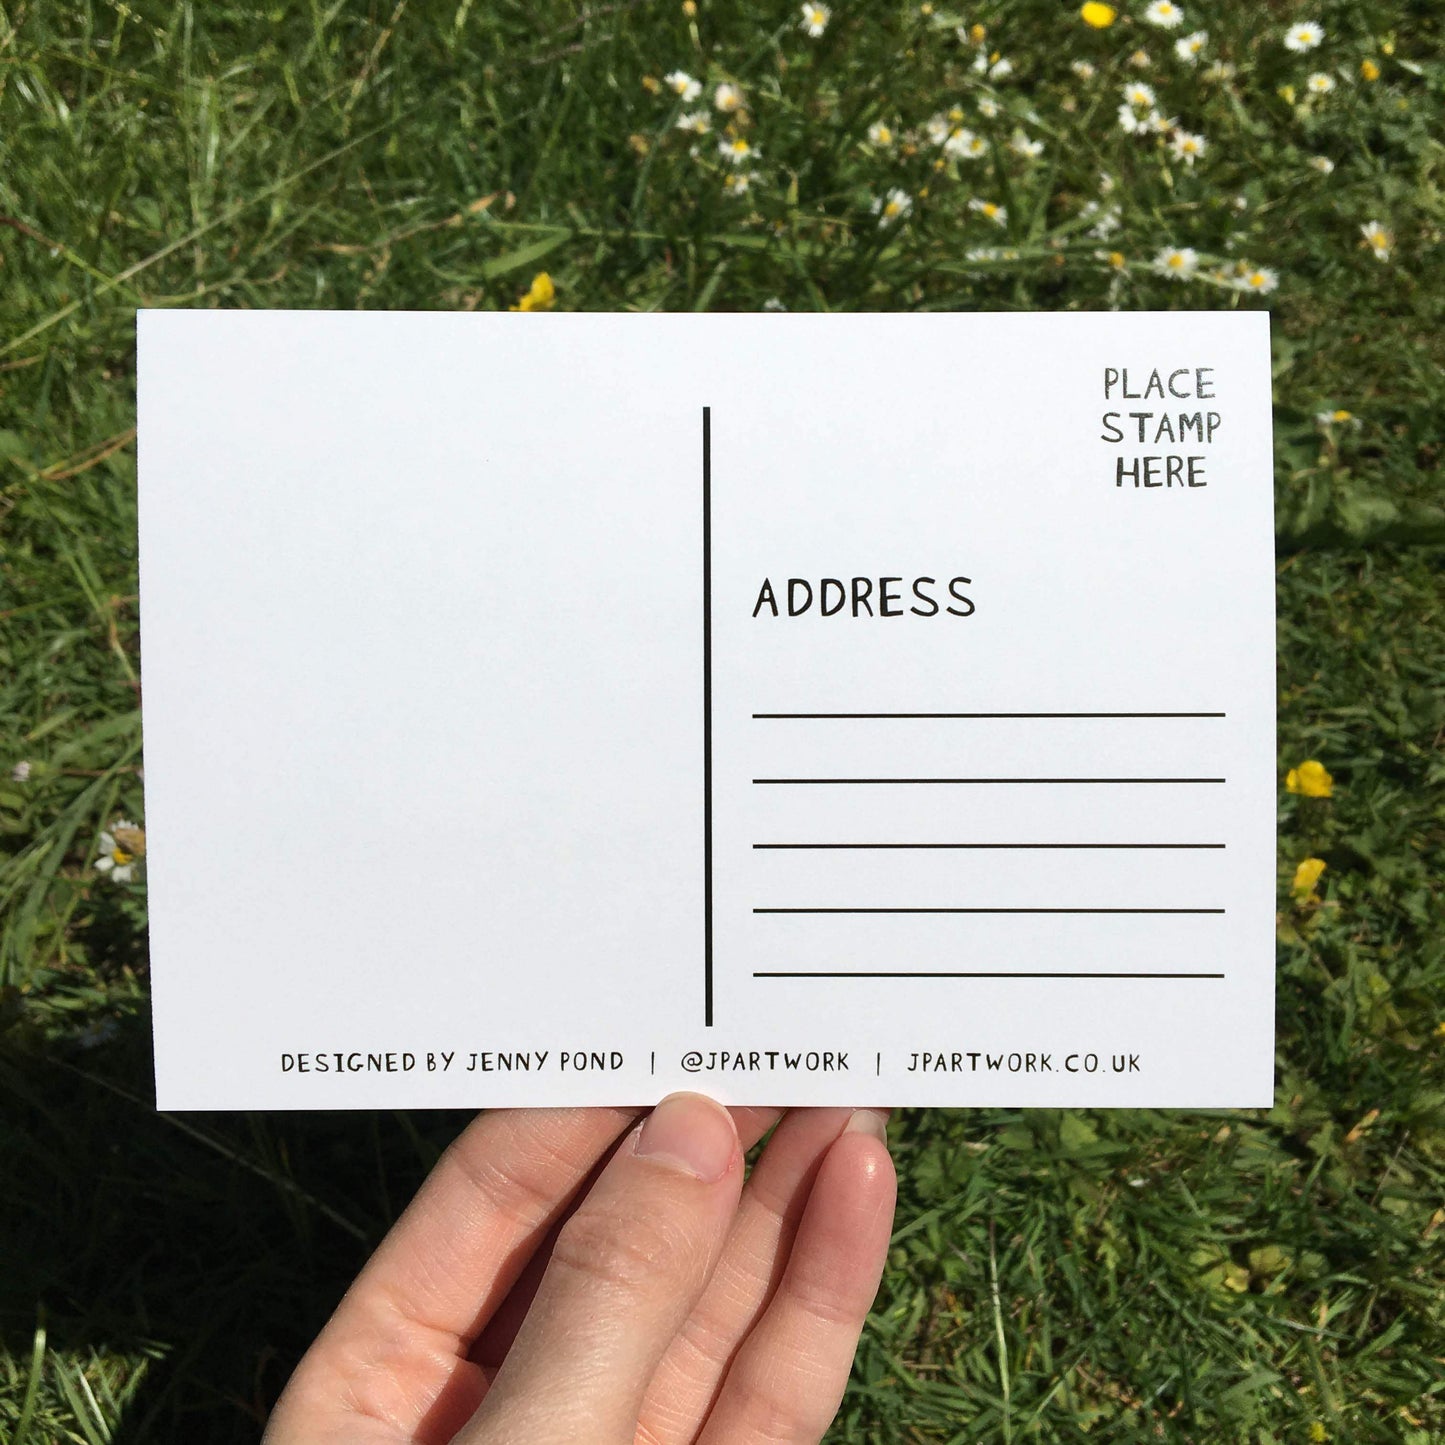 PLACE
STAMP
HERE
ADDRESS
DESIGNED BY JENNY POND | @JPARTWORK | JPARTWORK.CO.UK